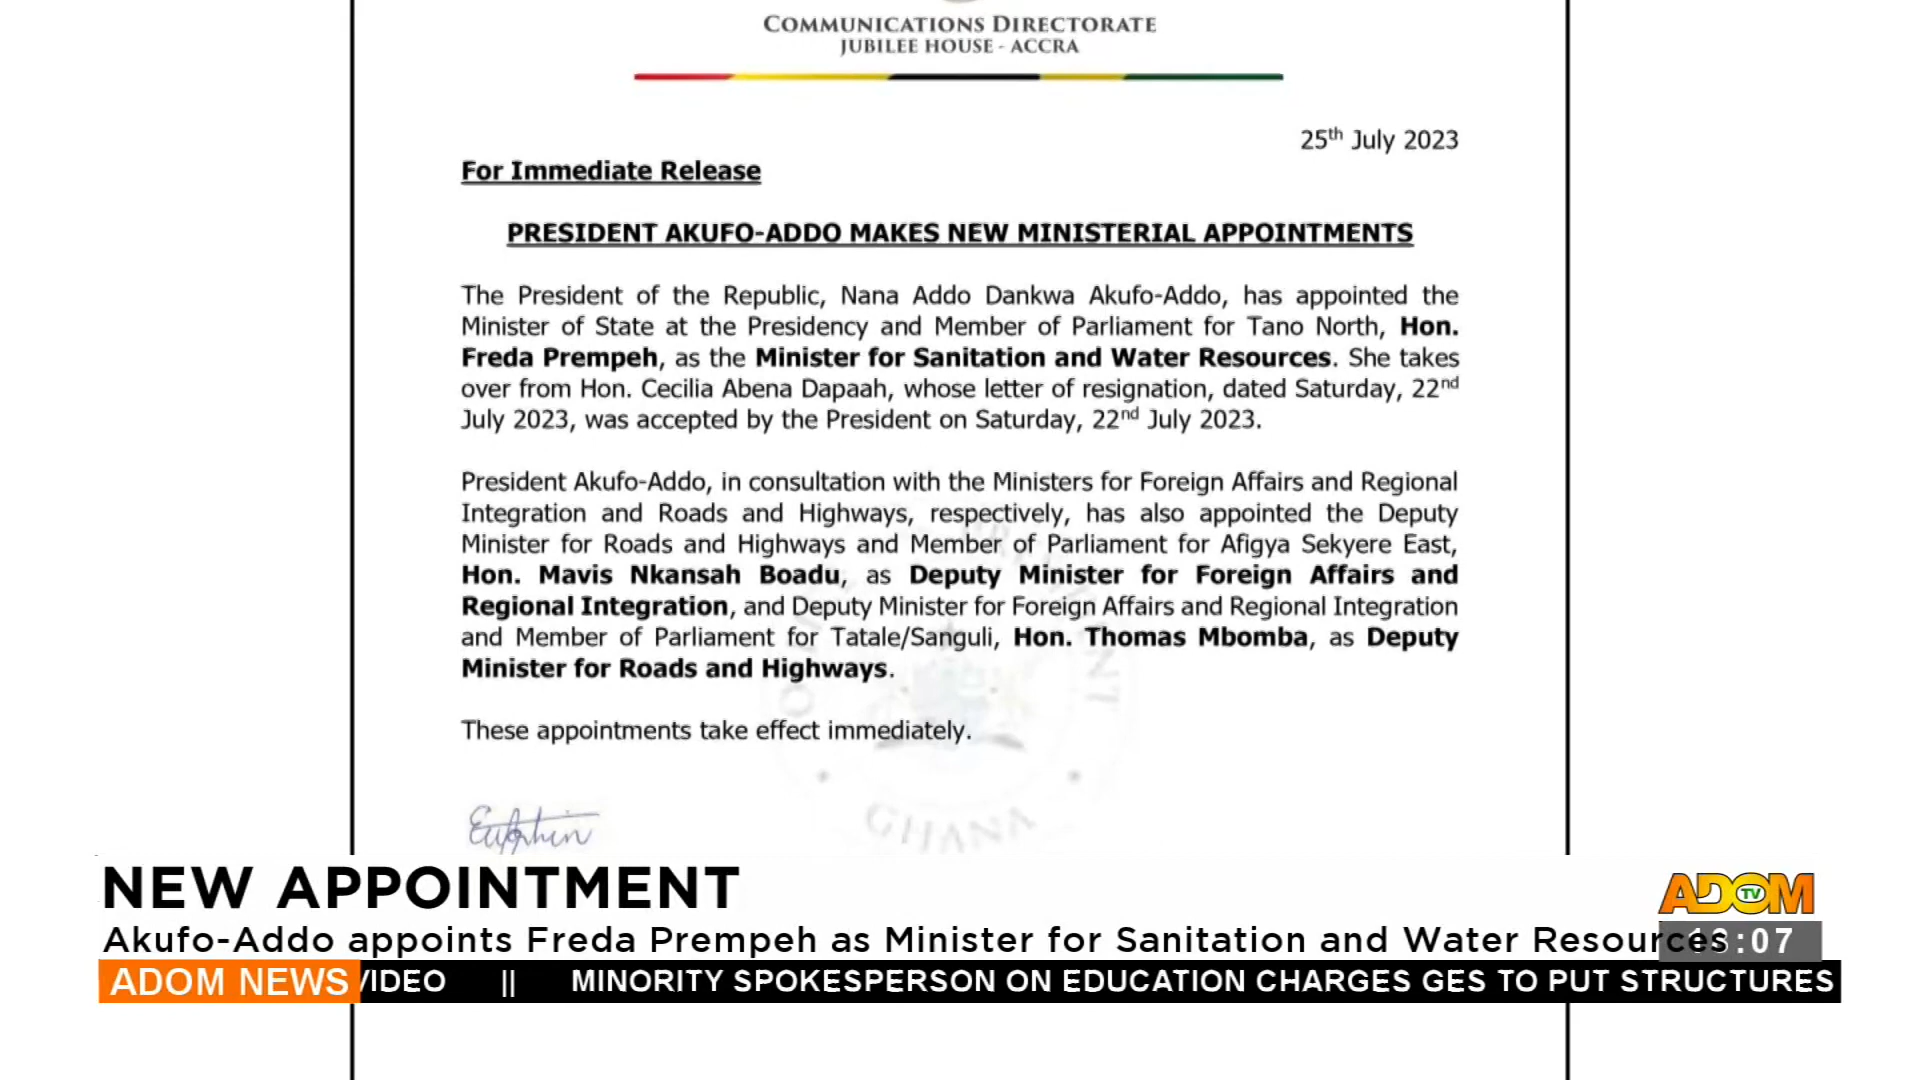 COMMUNICATIONS DIRECTORATE
JUBILEE HOUSE - ACCRA
25th July 2023
For Immediate Release
PRESIDENT AKUFO-ADDO MAKES NEW MINISTERIAL APPOINTMENTS
The President of the Republic, Nana Addo Dankwa Akufo-Addo, has appointed the
Minister of State at the Presidency and Member of Parliament for Tano North, Hon.
Freda Prempeh, as the Minister for Sanitation and Water Resources. She takes
over from Hon. Cecilia Abena Dapaah, whose letter of resignation, dated Saturday, 22nd
July 2023, was accepted by the President on Saturday, 22nd July 2023.
President Akufo-Addo, in consultation with the Ministers for Foreign Affairs and Regional
Integration and Roads and Highways, respectively, has also appointed the Deputy
Minister for Roads and Highways and Member of Parliament for Afigya Sekyere East,
Hon. Mavis Nkansah Boadu, as Deputy Minister for Foreign Affairs and
Regional Integration, and Deputy Minister for Foreign Affairs and Regional Integration
and Member of Parliament for Tatale/Sanguli, Hon. Thomas Mbomba, as Deputy
Minister for Roads and Highways.
These appointments take effect immediately.
GHANA
NEW APPOINTMENT
ADOM TV
Akufo-Addo appoints Freda Prempeh as Minister for Sanitation and Water Resources
:07
ADOM NEWS
VIDEO || MINORITY SPOKESPERSON ON EDUCATION CHARGES GES TO PUT STRUCTURES